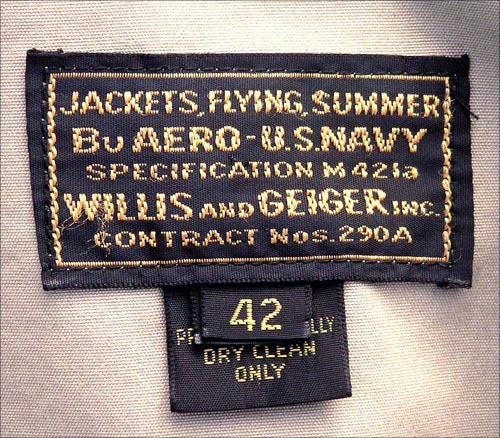 JACKETS, FLYING, SUMMER
BU AERO-U.S. NAVY
SPECIFICATION M421a
WILLIS AND GEIGER INC.
CONTRACT NOS. 290A
42
DRY CLEAN
ONLY